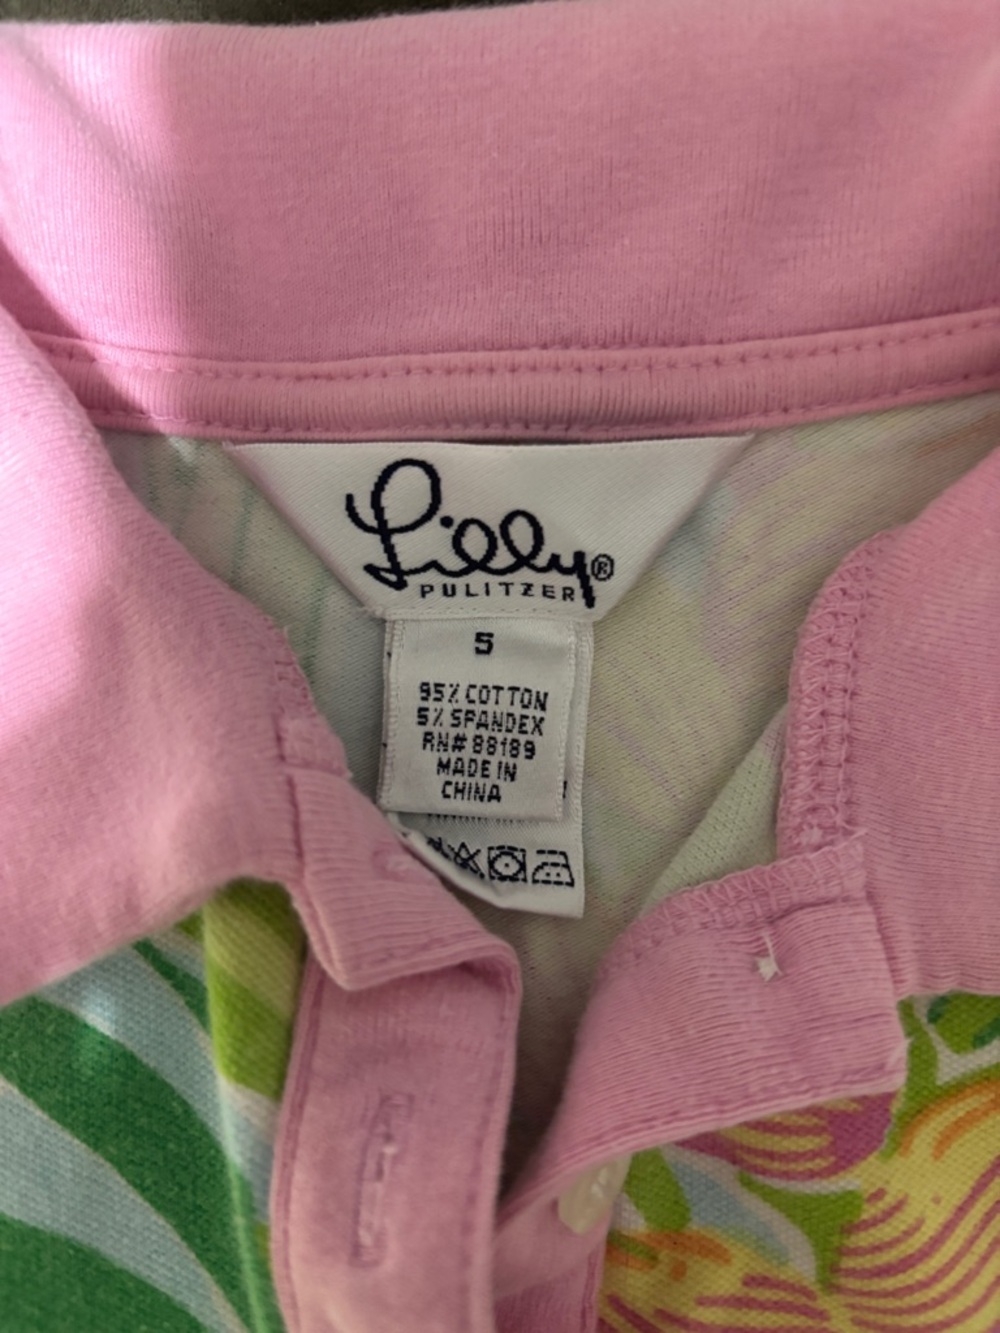 Lilly®
PULITZER
5
95% COTTON
5% SPANDEX
RN# 88189
MADE IN
CHINA